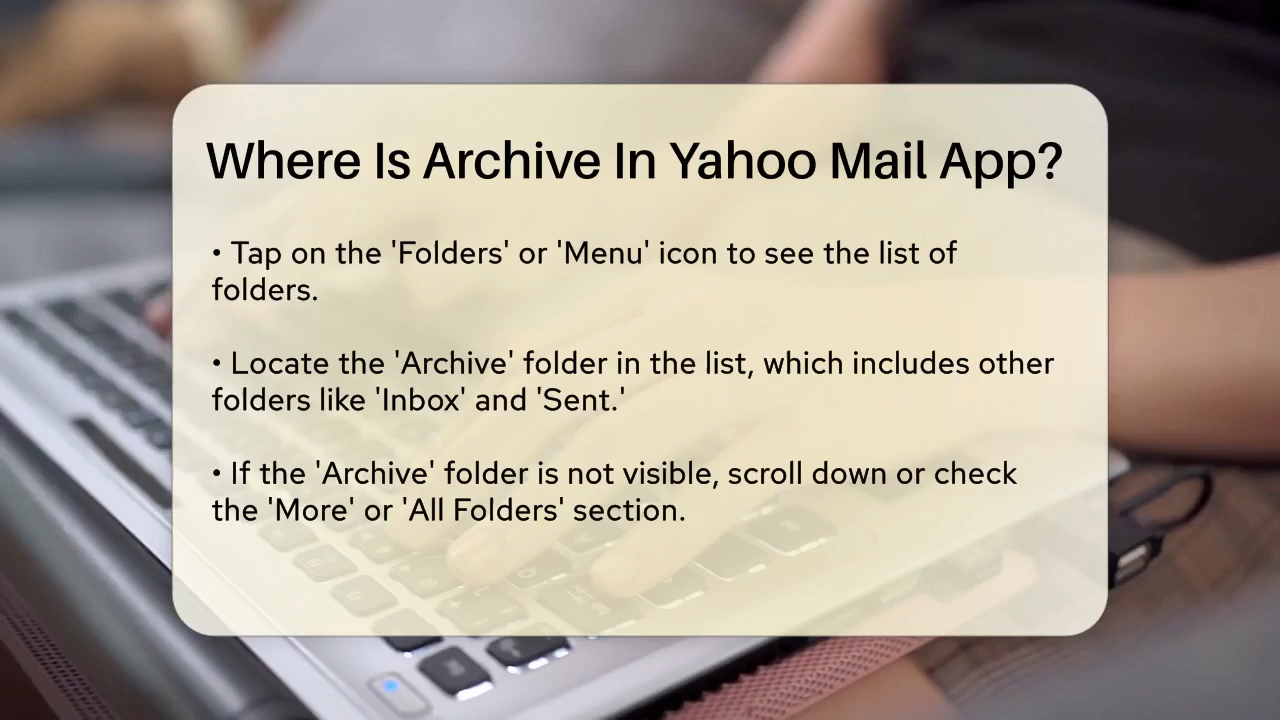 Where Is Archive In Yahoo Mail App?
• Tap on the 'Folders' or 'Menu' icon to see the list of
folders.
• Locate the 'Archive' folder in the list, which includes other
folders like 'Inbox' and 'Sent.'
• If the 'Archive' folder is not visible, scroll down or check
the 'More' or 'All Folders' section.